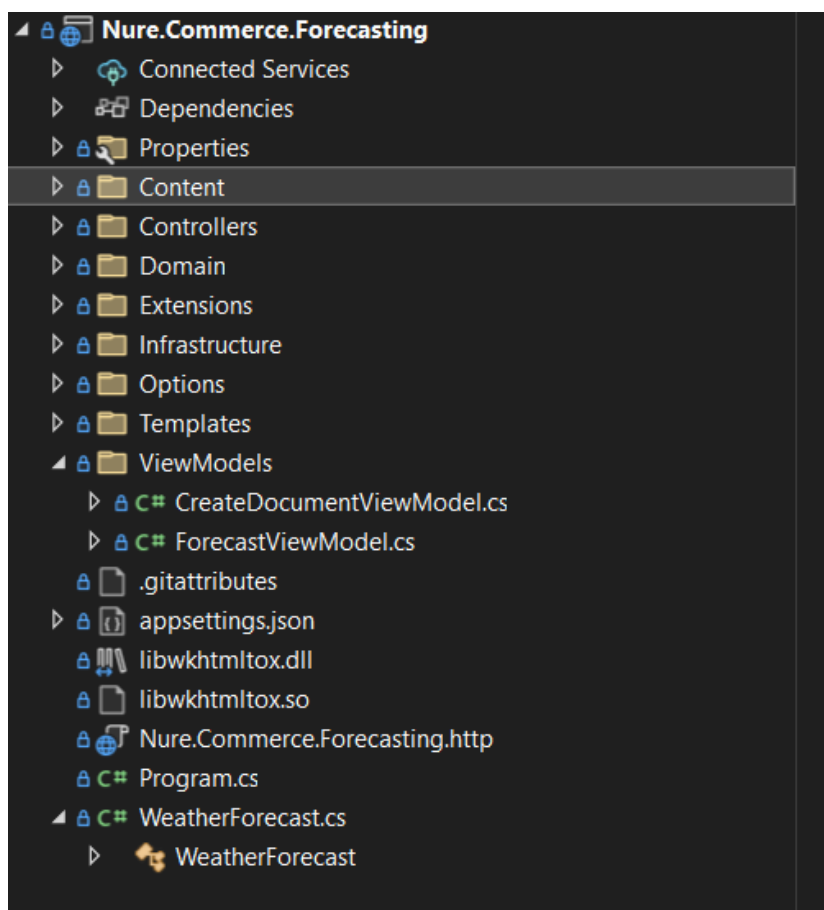 Nure.Commerce.Forecasting
Connected Services
Dependencies
Properties
Content
Controllers
Domain
Extensions
Infrastructure
Options
Templates
ViewModels
C# CreateDocumentViewModel.cs
C# ForecastViewModel.cs
.gitattributes
appsettings.json
libwkhtmltox.dll
libwkhtmltox.so
Nure.Commerce.Forecasting.http
C# Program.cs
C# WeatherForecast.cs
WeatherForecast